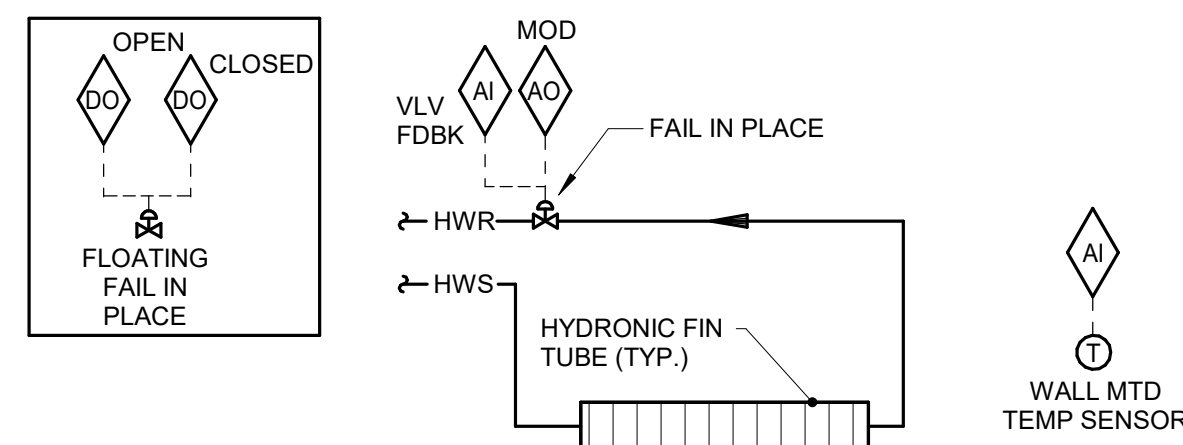 OPEN
CLOSED
DO
DO
FLOATING
FAIL IN
PLACE
MOD
AI
AO
VLV
FDBK
FAIL IN PLACE
HWR
HWS
HYDRONIC FIN
TUBE (TYP.)
AI
T
WALL MTD
TEMP SENSOR